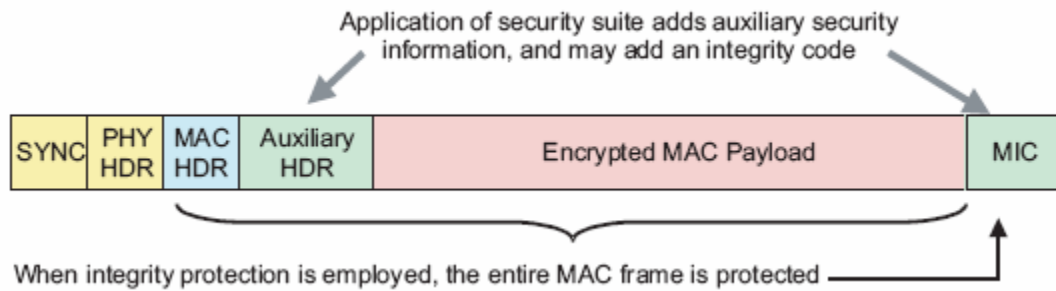 Application of security suite adds auxiliary security
information, and may add an integrity code
SYNC
PHY
HDR
MAC
HDR
Auxiliary
HDR
Encrypted MAC Payload
MIC
When integrity protection is employed, the entire MAC frame is protected